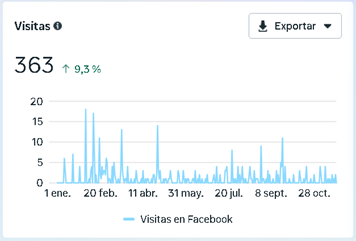 Visitas
Exportar
363 ↑ 9,3 %
20
15
10
5
0
1 ene. 20 feb. 11 abr. 31 may. 20 jul. 8 sept. 28 oct.
Visitas en Facebook